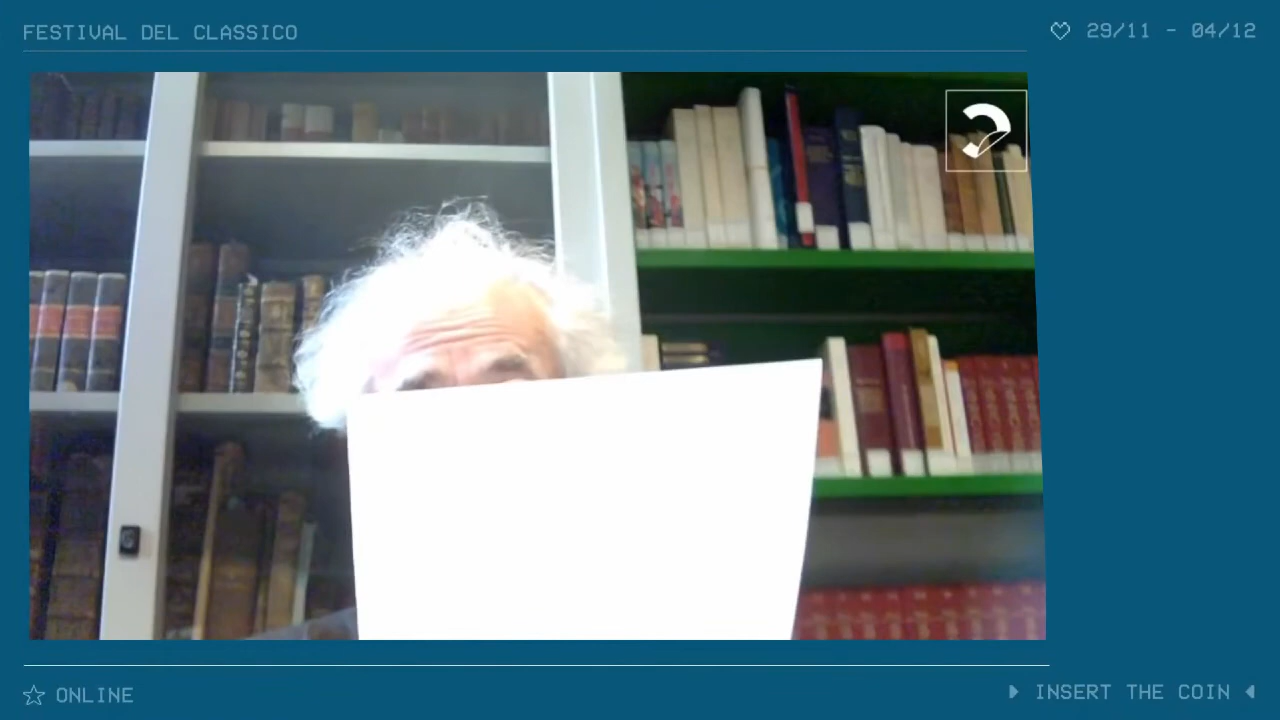 FESTIVAL DEL CLASSICO
29/11 - 04/12
ONLINE
INSERT THE COIN